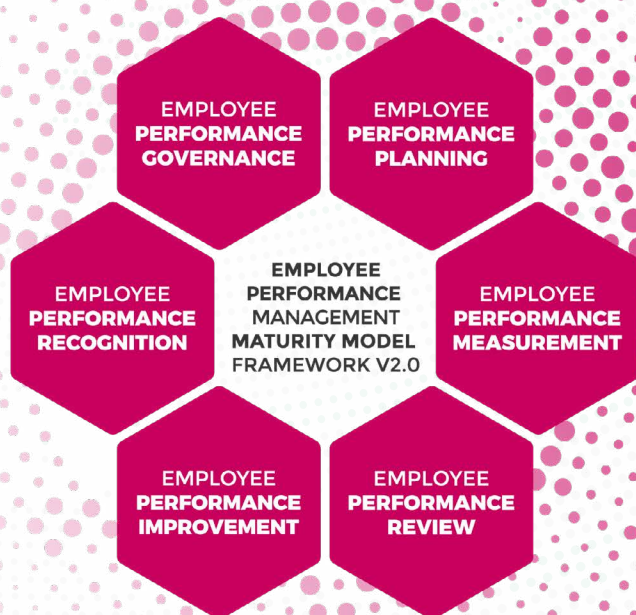 EMPLOYEE
PERFORMANCE
GOVERNANCE
EMPLOYEE
PERFORMANCE
PLANNING
EMPLOYEE
PERFORMANCE
RECOGNITION
EMPLOYEE
PERFORMANCE
MANAGEMENT
MATURITY MODEL
FRAMEWORK V2.0
EMPLOYEE
PERFORMANCE
MEASUREMENT
EMPLOYEE
PERFORMANCE
IMPROVEMENT
EMPLOYEE
PERFORMANCE
REVIEW